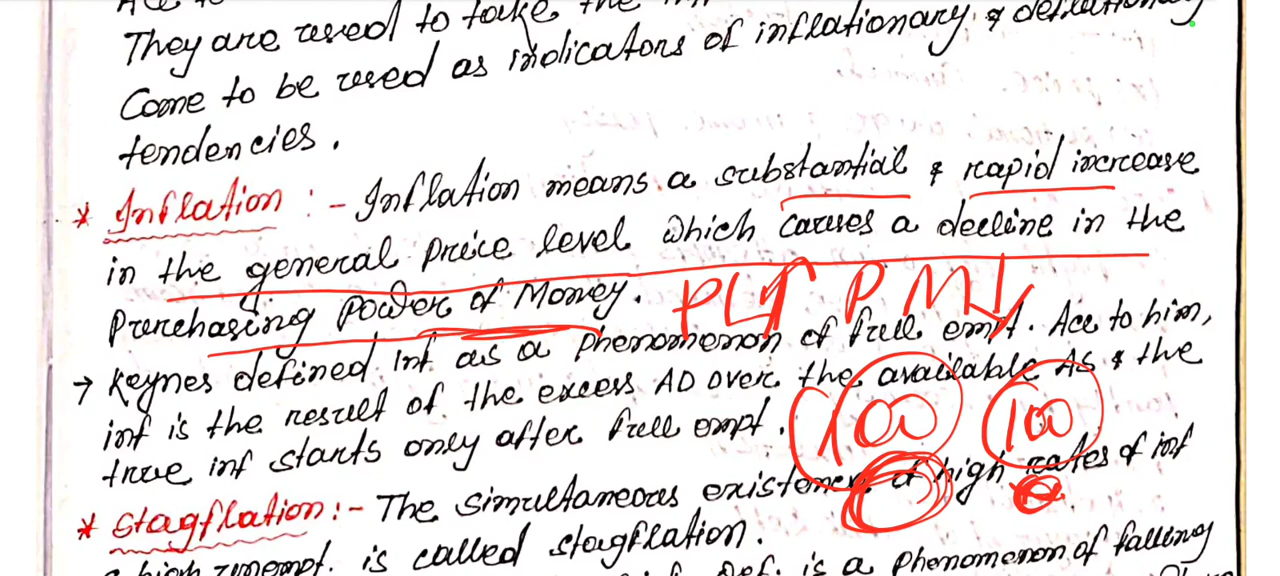 They are used to take the
Come to be used as indicators of inflationary & deflationary
tendencies.
* Inflation :- Inflation means a substantial & rapid increase
in the general price level which causes a decline in the
Purchasing Power of Money. PL↑ P M↓
→ Keynes defined inf as a phenomenon of full empt. Acc to him,
inf is the result of the excess AD over the available AS & the
true inf starts only after full empt. 100 100
* Stagflation :- The simultaneous existence of high rates of inf
& high unempt. is called stagflation.
Def. is a phenomenon of falling